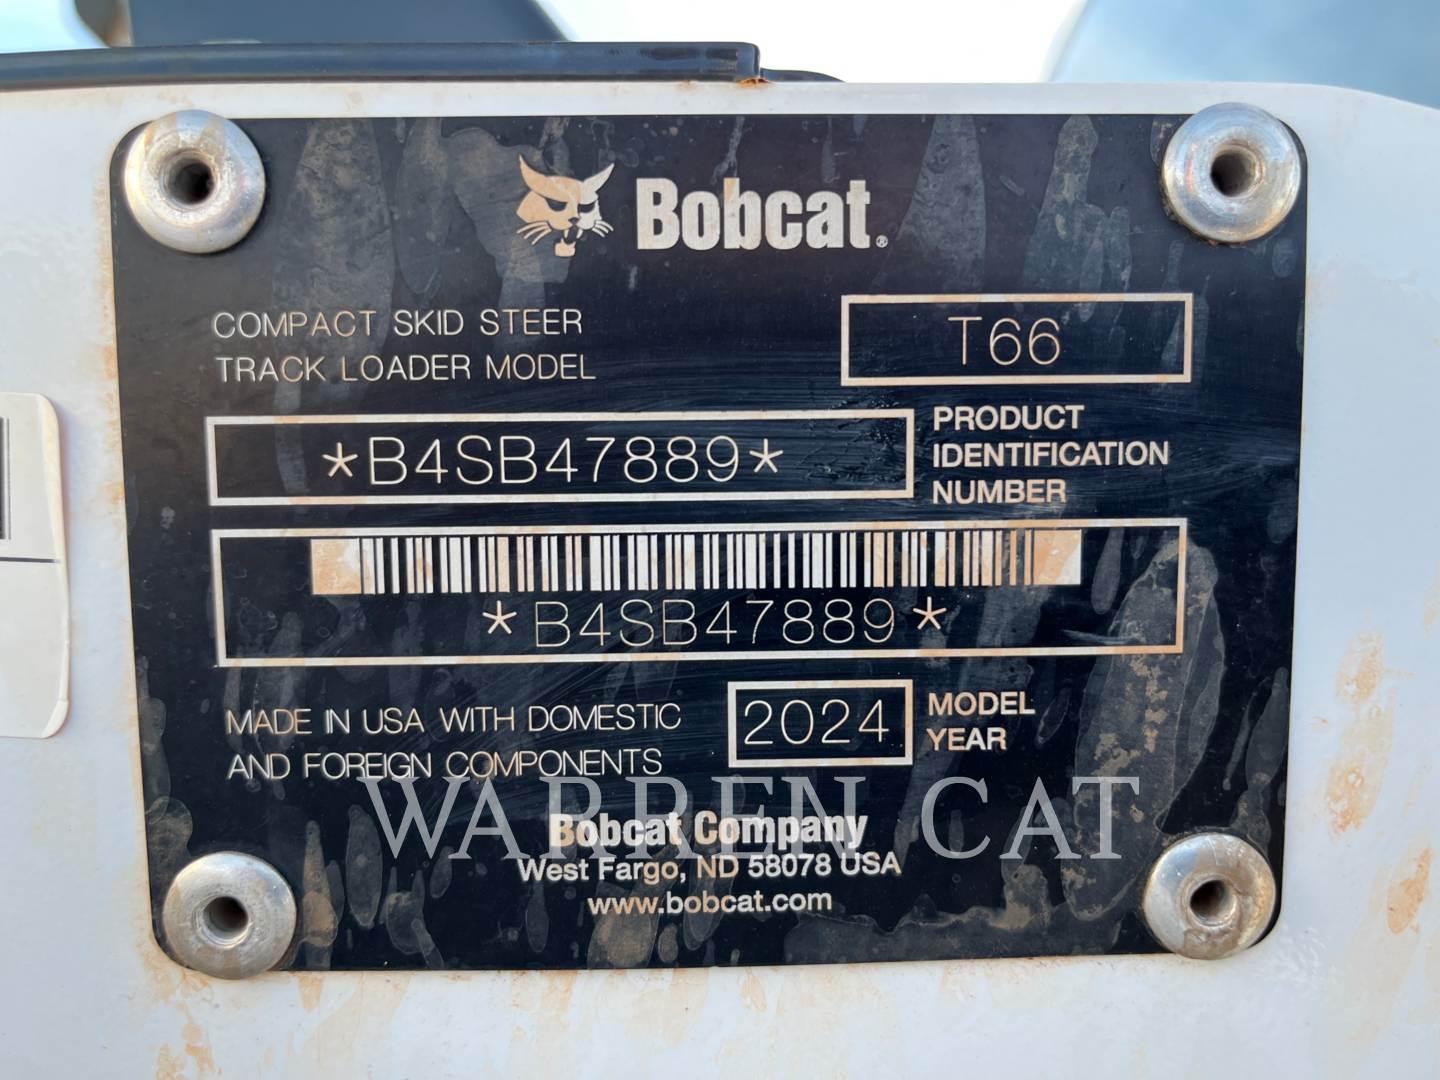 Bobcat®
COMPACT SKID STEER
TRACK LOADER MODEL
T66
*B4SB47889*
PRODUCT
IDENTIFICATION
NUMBER
*B4SB47889*
MADE IN USA WITH DOMESTIC
AND FOREIGN COMPONENTS
2024
MODEL
YEAR
WARREN CAT
Bobcat Company
West Fargo, ND 58078 USA
www.bobcat.com